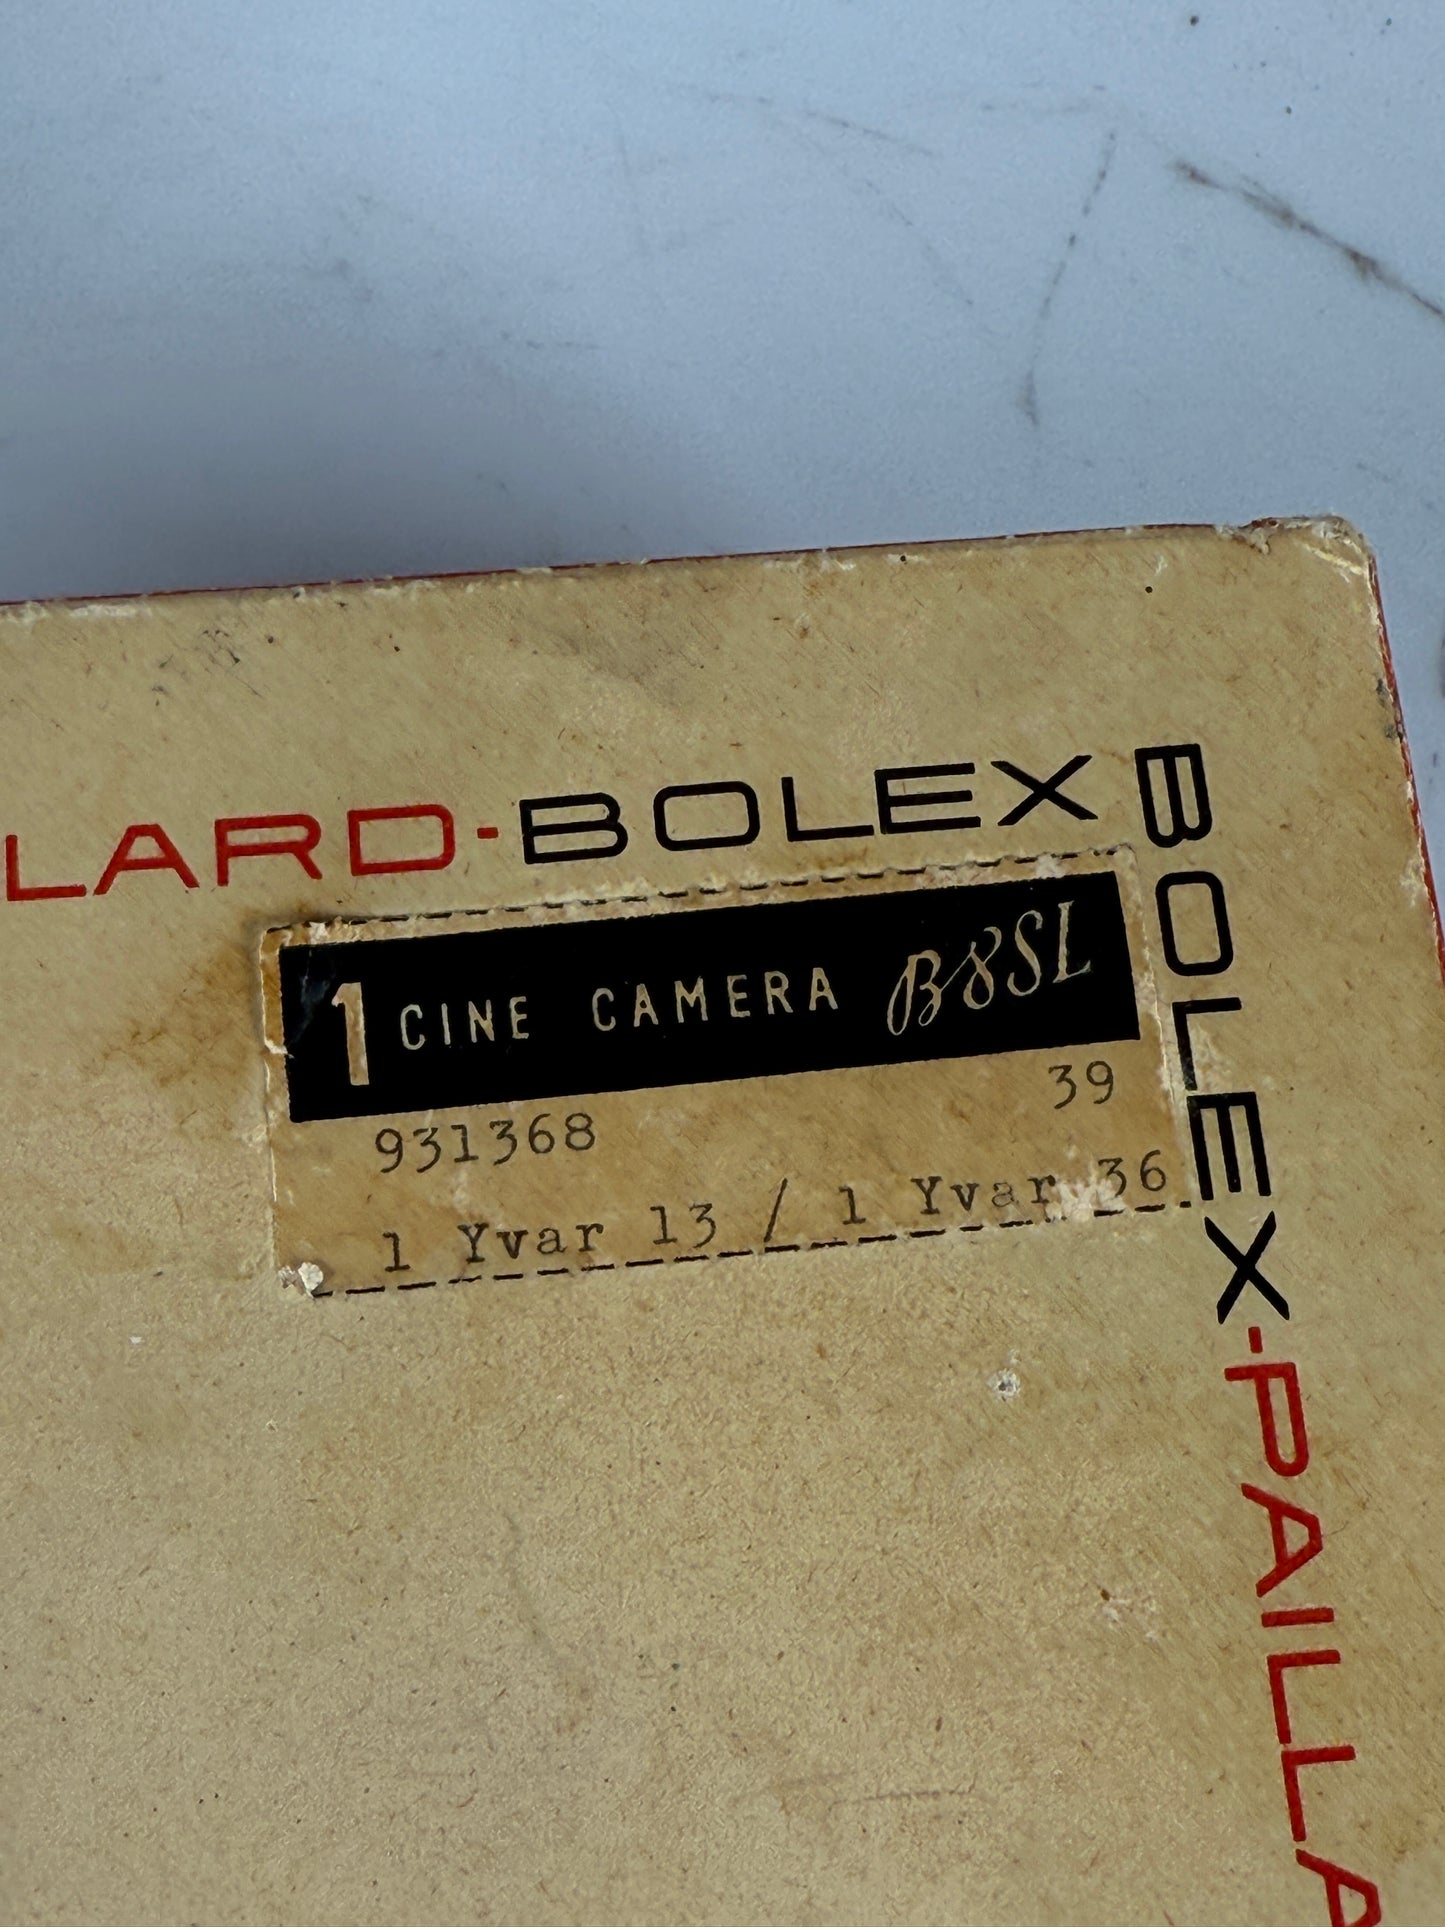 LARD-BOLEX
BOLEX-PAILLA
1 CINE CAMERA B8SL
931368 39
1 Yvar 13 / 1 Yvar 36